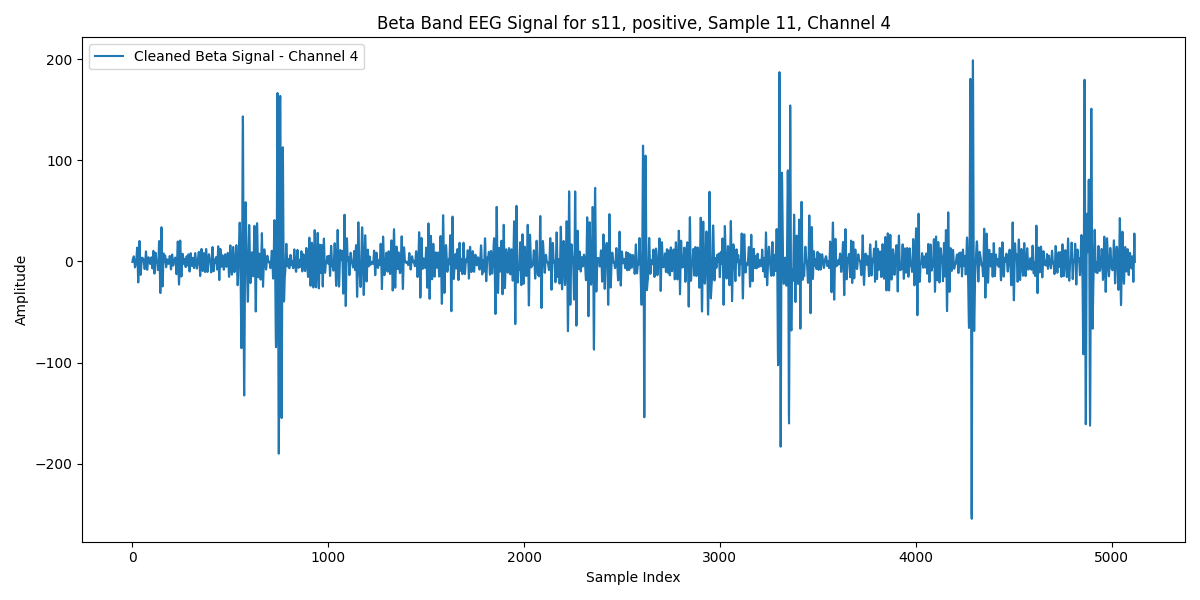 Beta Band EEG Signal for s11, positive, Sample 11, Channel 4
Cleaned Beta Signal - Channel 4
Amplitude
200
100
0
−100
−200
0 1000 2000 3000 4000 5000
Sample Index